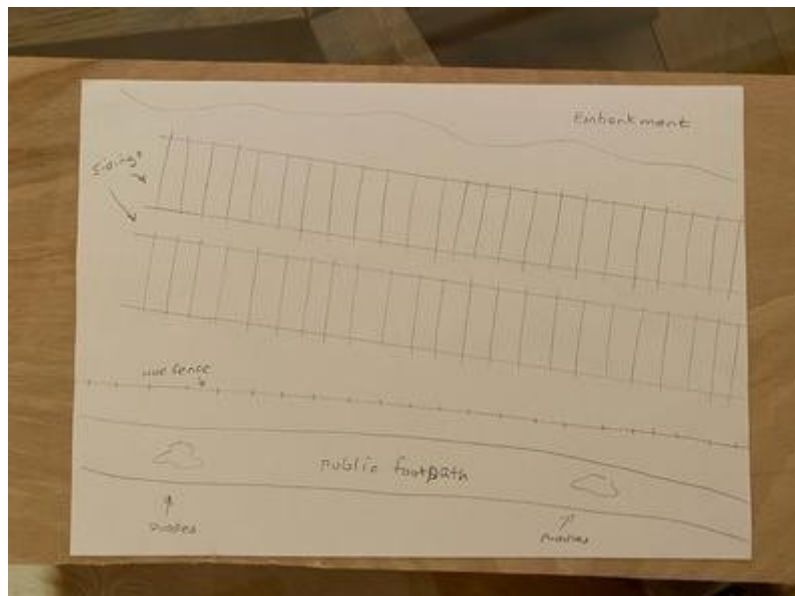 Embankment
Sidings
wire fence
Public footpath
Puddles
Puddles